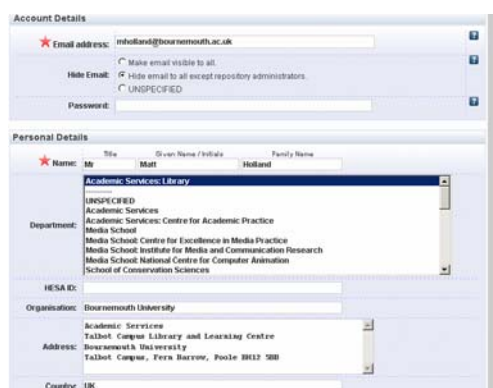 Account Details
Email address: mholland@bournemouth.ac.uk
Make email visible to all.
Hide Email: Hide email to all except repository administrators.
UNSPECIFIED
Password:
Personal Details
Title Given Name / Initials Family Name
Name: Mr Matt Holland
Academic Services: Library
----------
UNSPECIFIED
Academic Services
Academic Services: Centre for Academic Practice
Media School
Department: Media School: Centre for Excellence in Media Practice
Media School: Institute for Media and Communication Research
Media School: National Centre for Computer Animation
School of Conservation Sciences
HESA ID:
Organisation: Bournemouth University
Academic Services
Talbot Campus Library and Learning Centre
Address: Bournemouth University
Talbot Campus, Fern Barrow, Poole BH12 5BB
Country: UK